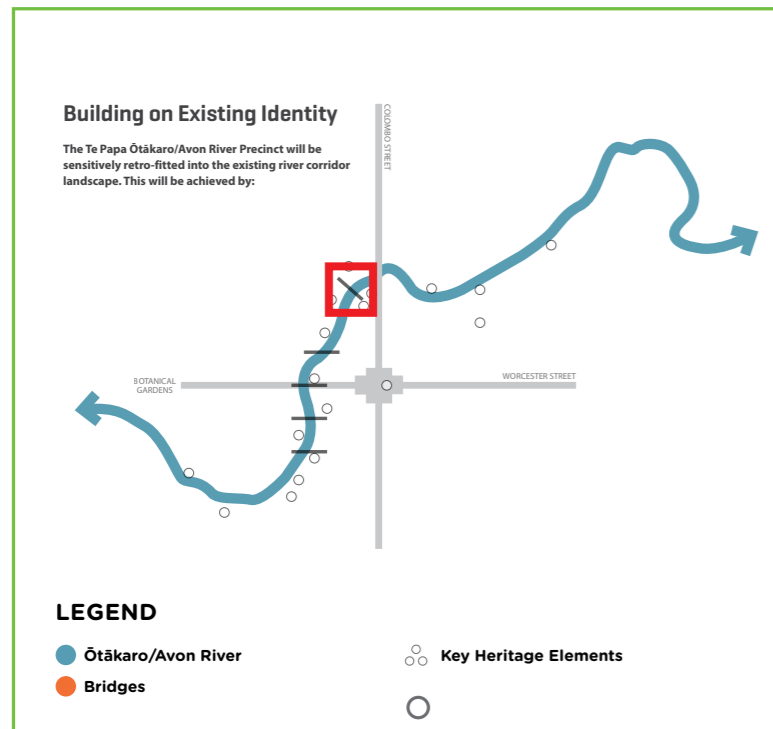 Building on Existing Identity
The Te Papa Ōtākaro/Avon River Precinct will be
sensitively retro-fitted into the existing river corridor
landscape. This will be achieved by:
COLOMBO STREET
BOTANICAL
GARDENS
WORCESTER STREET
LEGEND
Ōtākaro/Avon River
Bridges
Key Heritage Elements